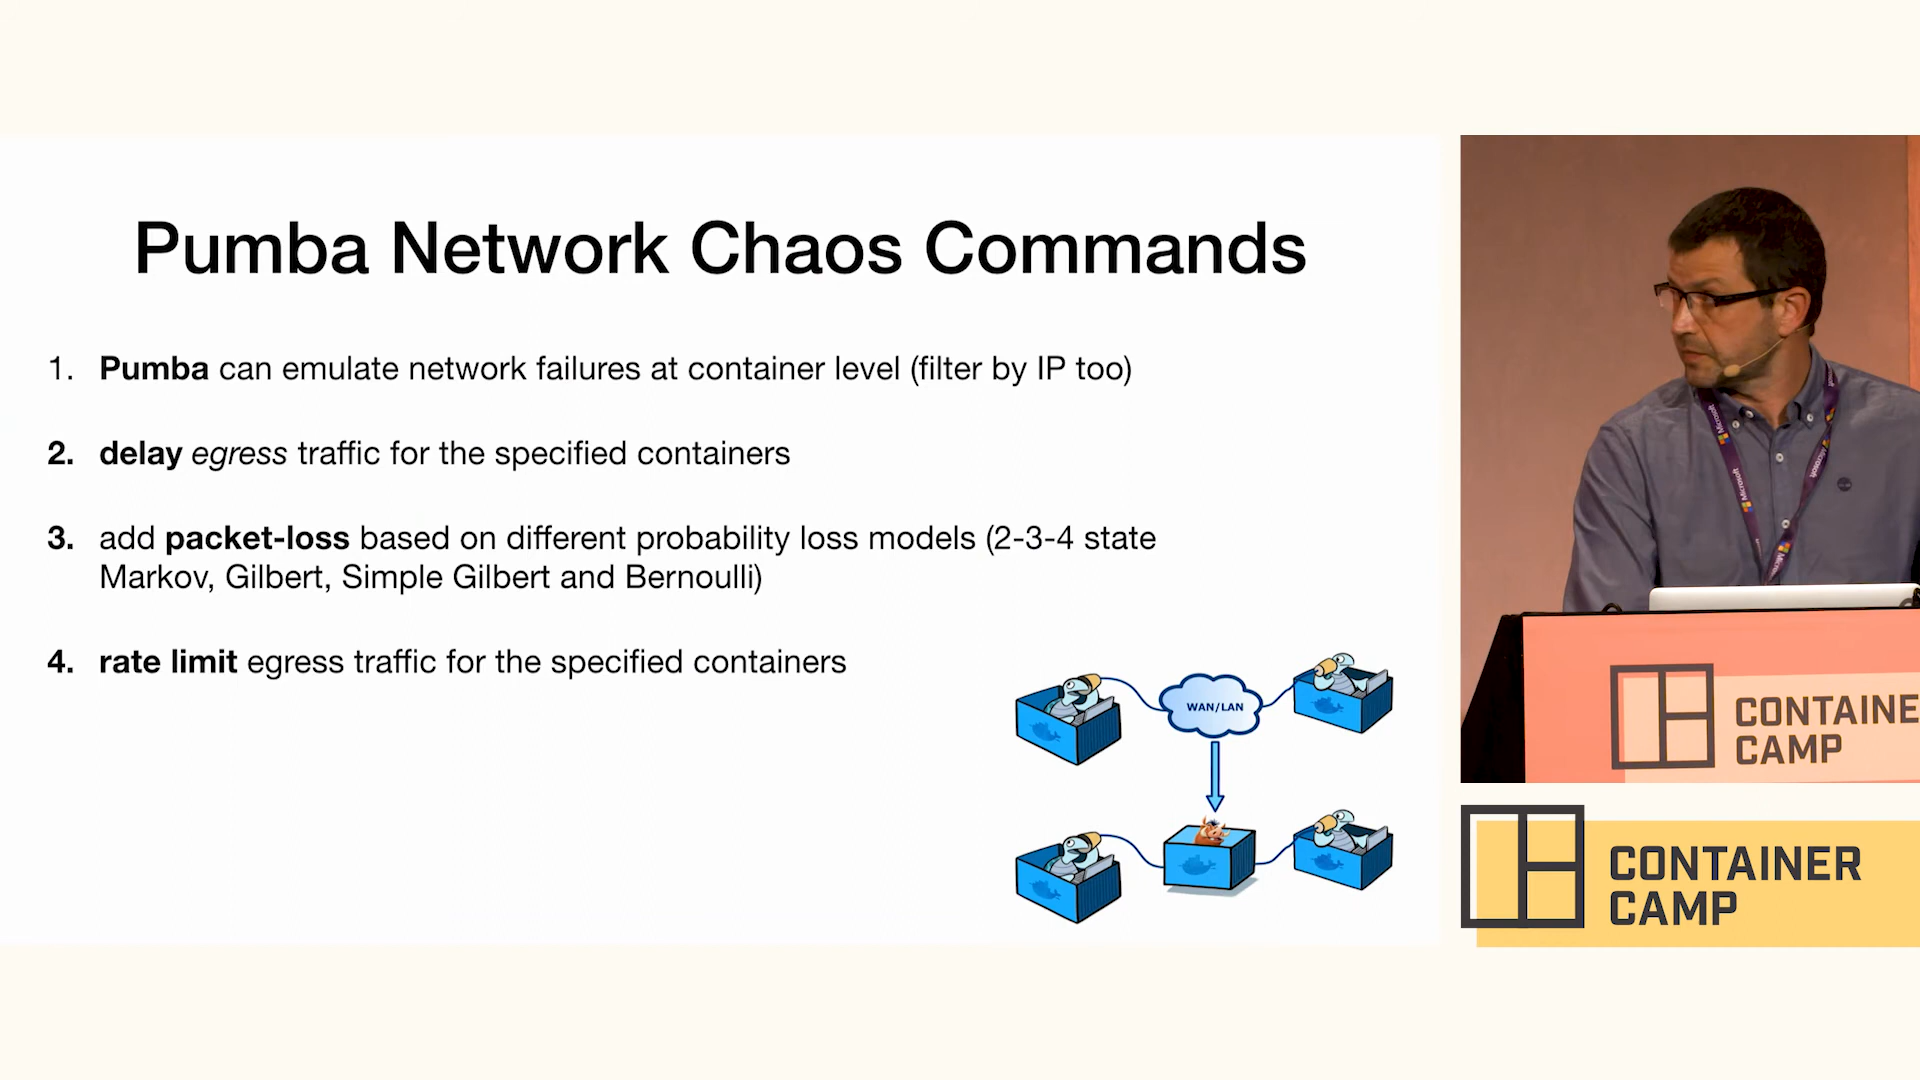 Pumba Network Chaos Commands
1. Pumba can emulate network failures at container level (filter by IP too)
2. delay egress traffic for the specified containers
3. add packet-loss based on different probability loss models (2-3-4 state
Markov, Gilbert, Simple Gilbert and Bernoulli)
4. rate limit egress traffic for the specified containers
WAN/LAN
Microsoft
Microsoft
Microsoft
CONTAINE
CAMP
CONTAINER
CAMP